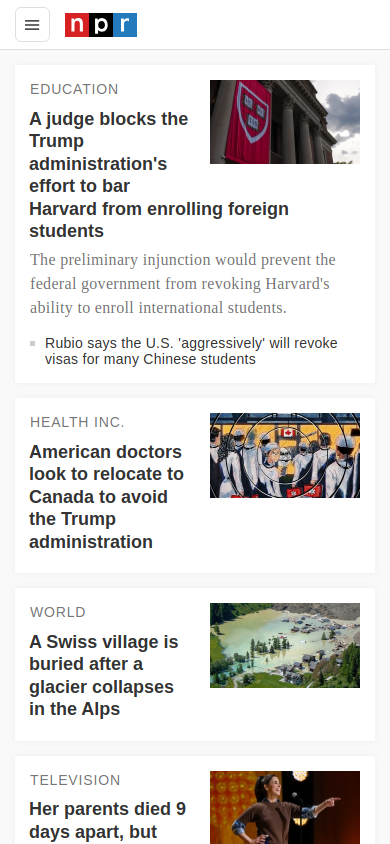 npr
EDUCATION
A judge blocks the
Trump
administration's
effort to bar
Harvard from enrolling foreign
students
The preliminary injunction would prevent the
federal government from revoking Harvard's
ability to enroll international students.
Rubio says the U.S. 'aggressively' will revoke
visas for many Chinese students
HEALTH INC.
American doctors
look to relocate to
Canada to avoid
the Trump
administration
WORLD
A Swiss village is
buried after a
glacier collapses
in the Alps
TELEVISION
Her parents died 9
days apart, but